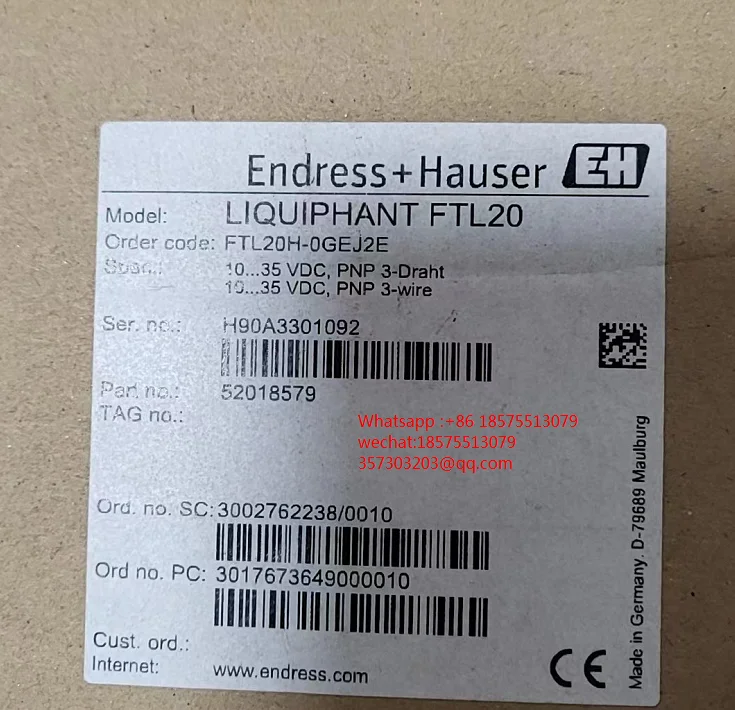 Endress+Hauser EH
Model: LIQUIPHANT FTL20
Order code: FTL20H-0GEJ2E
Spec.: 10...35 VDC, PNP 3-Draht
10...35 VDC, PNP 3-wire
Ser. no.: H90A3301092
Part no.: 52018579
TAG no.:
Whatsapp :+86 18575513079
wechat:18575513079
357303203@qq.com
Ord. no. SC: 3002762238/0010
Ord no. PC: 3017673649000010
Cust. ord.:
Internet: www.endress.com
CE
Made in Germany. D-79689 Maulburg